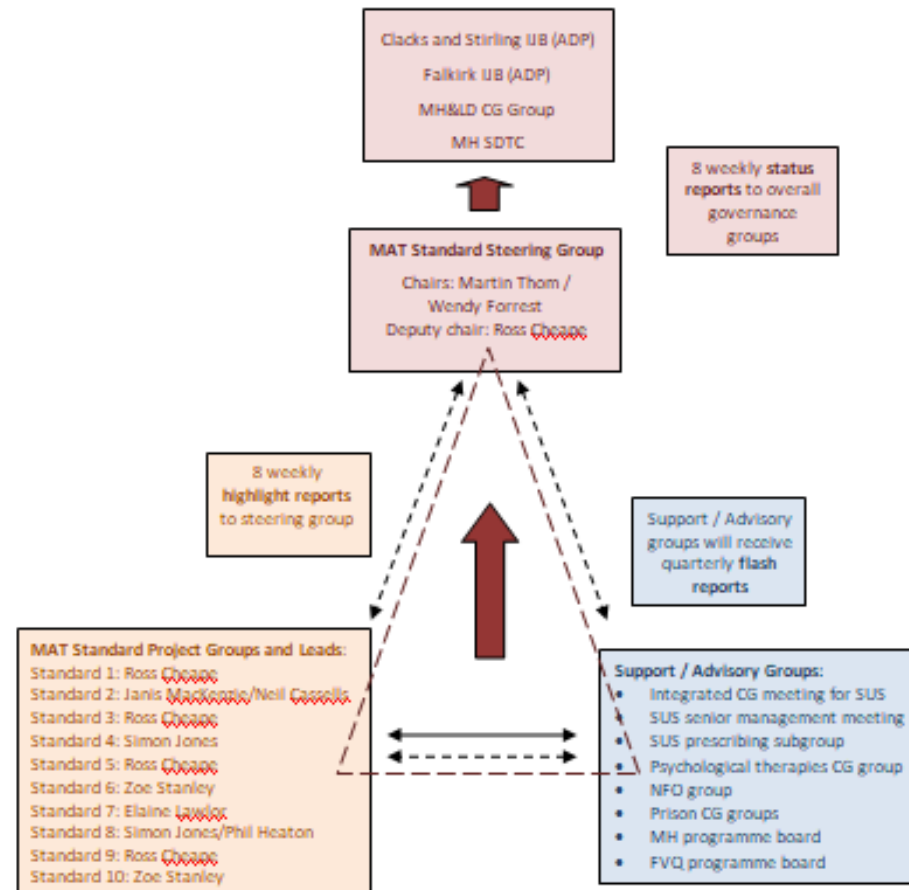 Clacks and Stirling IJB (ADP)
Falkirk IJB (ADP)
MH&LD CG Group
MH SDTC
8 weekly status
reports to overall
governance
groups
MAT Standard Steering Group
Chairs: Martin Thom /
Wendy Forrest
Deputy chair: Ross Cheape
8 weekly
highlight reports
to steering group
Support / Advisory
groups will receive
quarterly flash
reports
MAT Standard Project Groups and Leads:
Standard 1: Ross Cheape
Standard 2: Janis MacKenzie/Neil Cassells
Standard 3: Ross Cheape
Standard 4: Simon Jones
Standard 5: Ross Cheape
Standard 6: Zoe Stanley
Standard 7: Elaine Lawlor
Standard 8: Simon Jones/Phil Heaton
Standard 9: Ross Cheape
Standard 10: Zoe Stanley
Support / Advisory Groups:
• Integrated CG meeting for SUS
• SUS senior management meeting
• SUS prescribing subgroup
• Psychological therapies CG group
• NFO group
• Prison CG groups
• MH programme board
• FVQ programme board